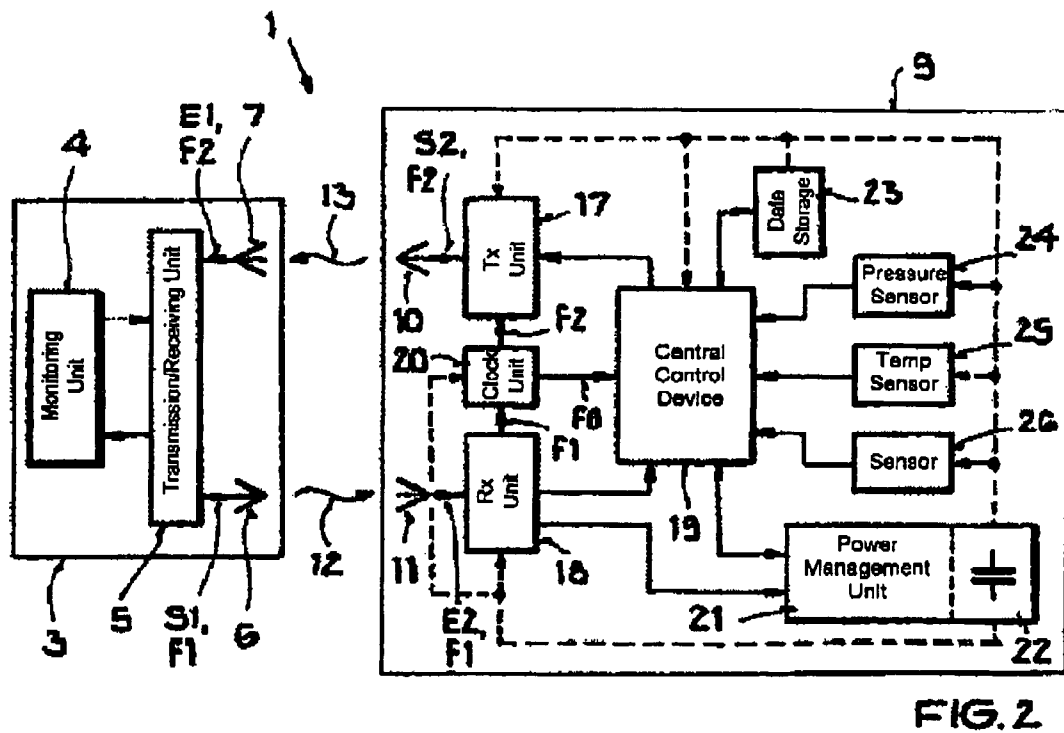 1
9
4
E1,
F2
7
13
S2,
F2
17
23
Data
Storage
24
Pressure
Sensor
Monitoring
Unit
Transmission/Receiving Unit
Tx
Unit
10
F2
20
Clock
Unit
F0
F1
Central
Control
Device
25
Temp
Sensor
26
Sensor
Rx
Unit
19
12
11
18
Power
Management
Unit
21
22
3
5
S1,
F1
6
E2,
F1
FIG. 2